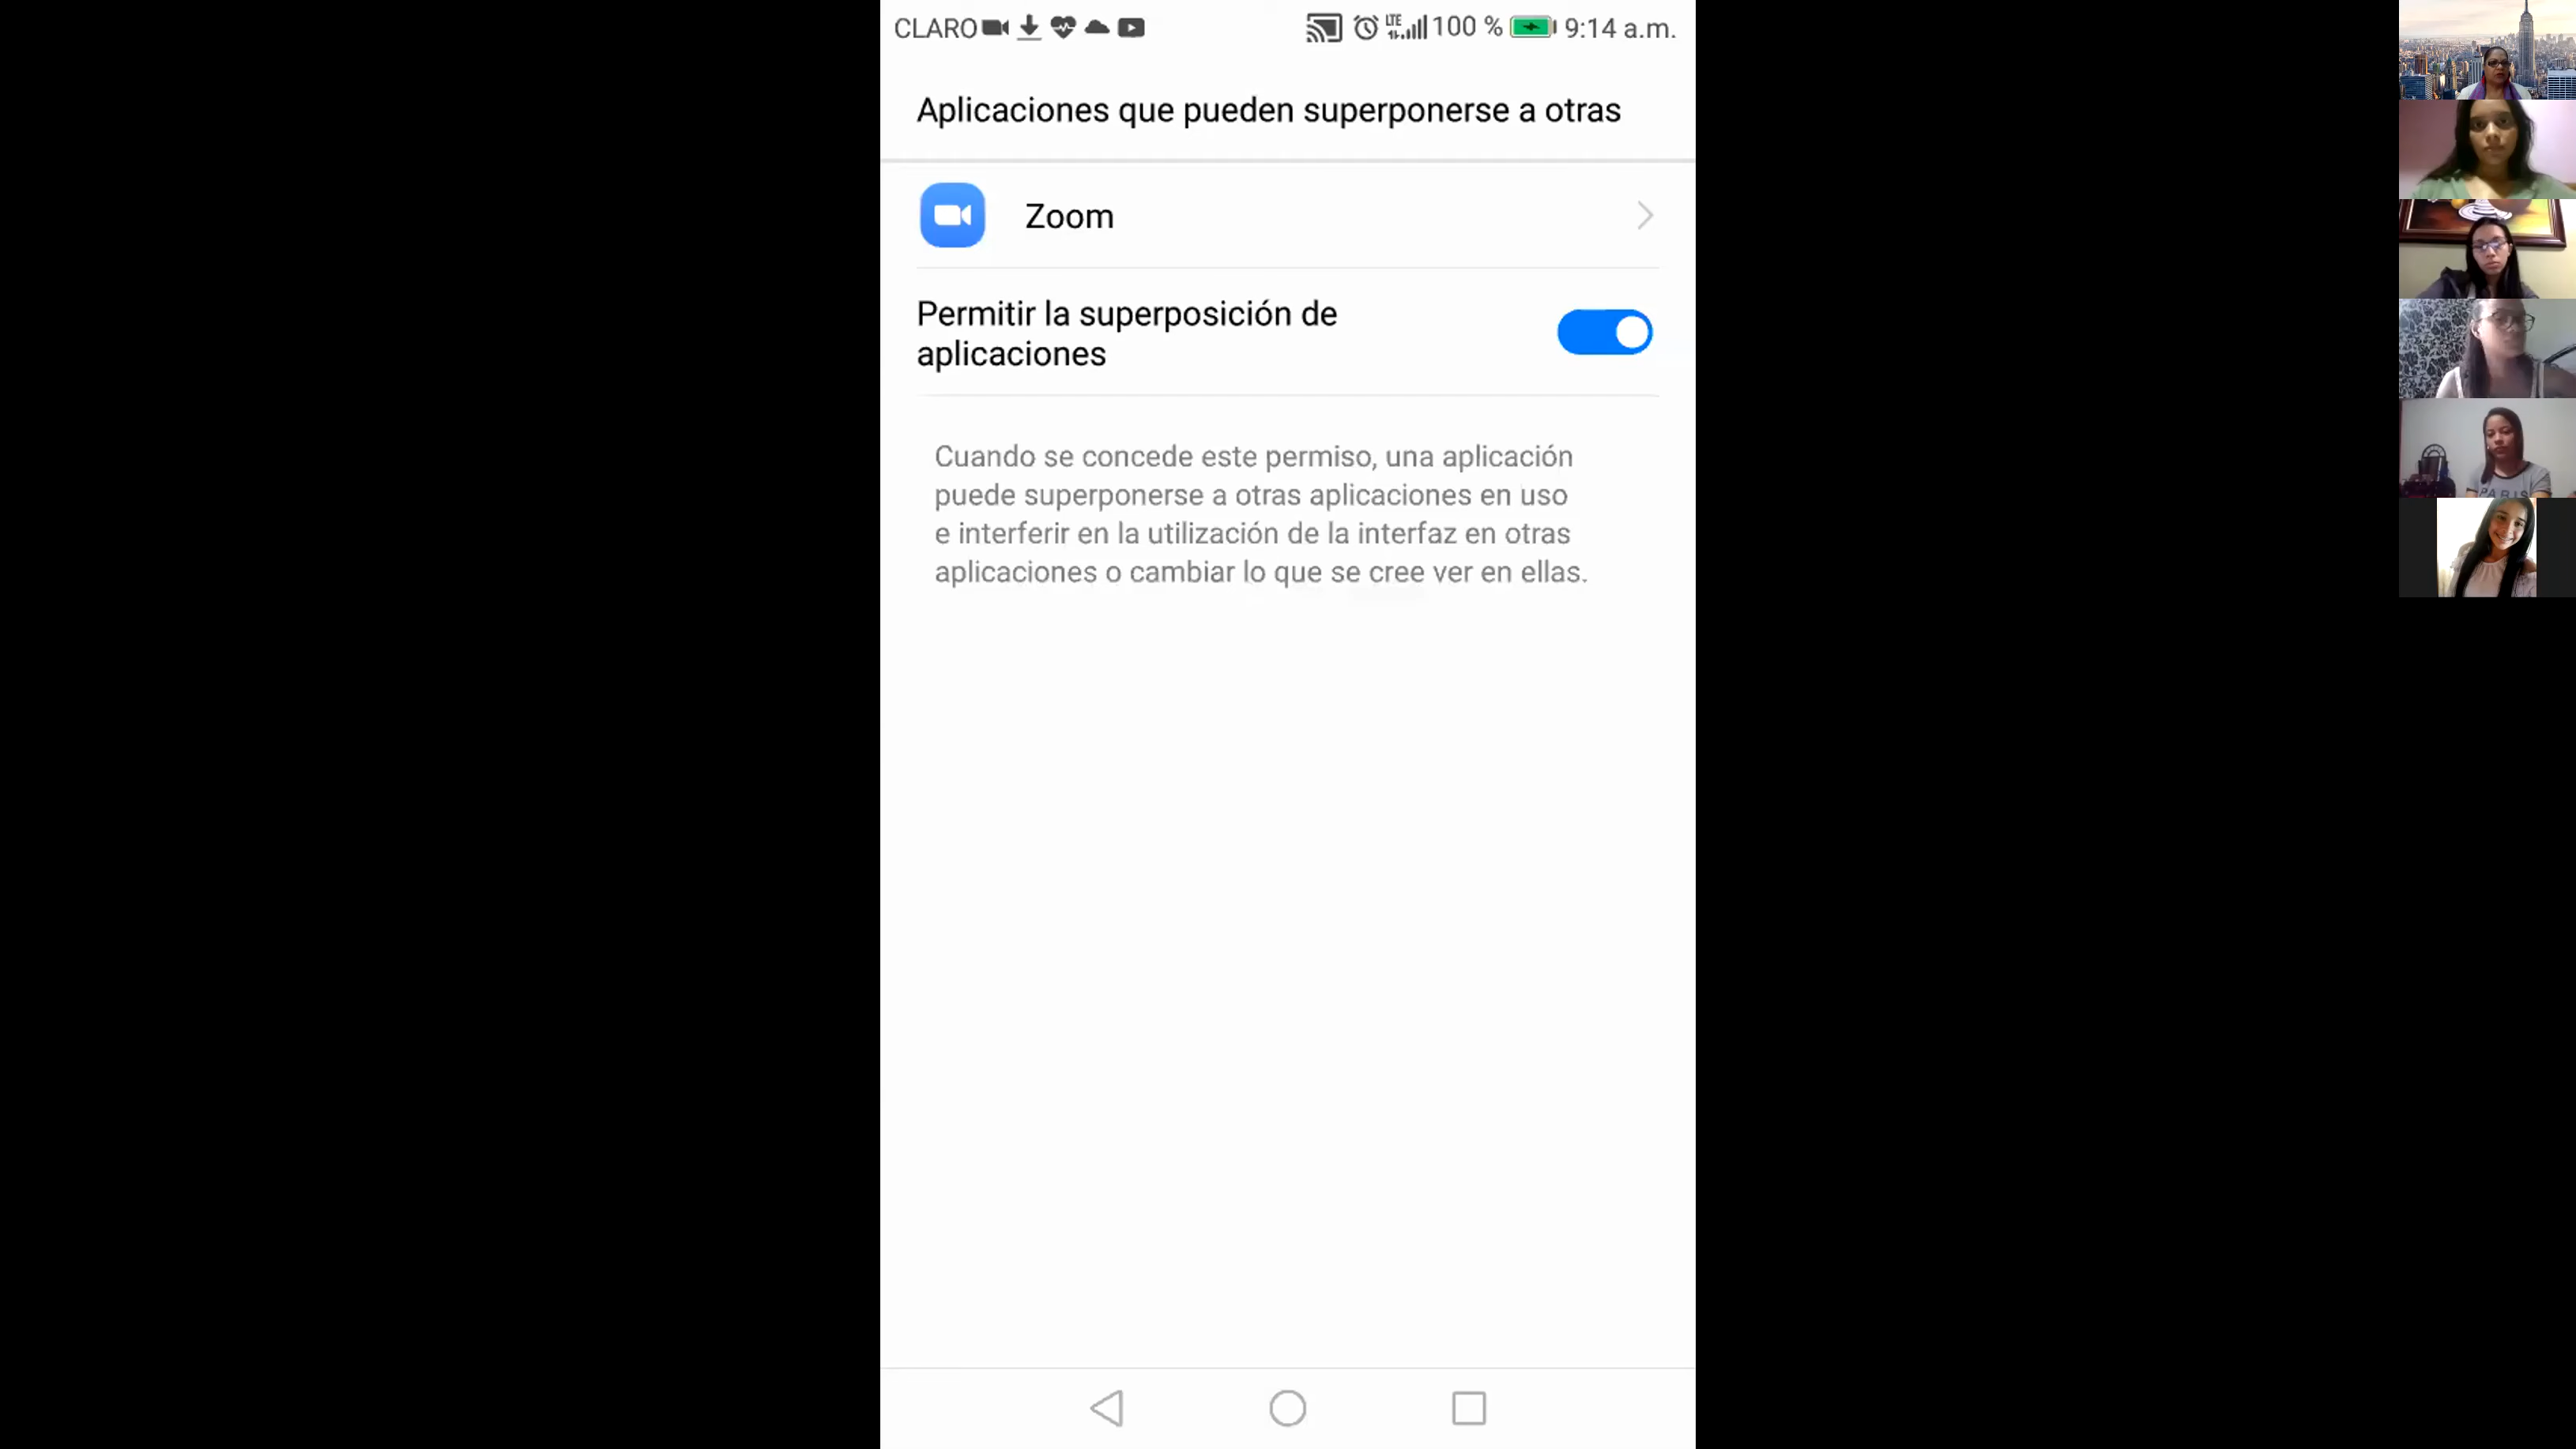 CLARO 100 % 9:14 a.m.
Aplicaciones que pueden superponerse a otras
Zoom
Permitir la superposición de
aplicaciones
Cuando se concede este permiso, una aplicación
puede superponerse a otras aplicaciones en uso
e interferir en la utilización de la interfaz en otras
aplicaciones o cambiar lo que se cree ver en ellas.
PARIS